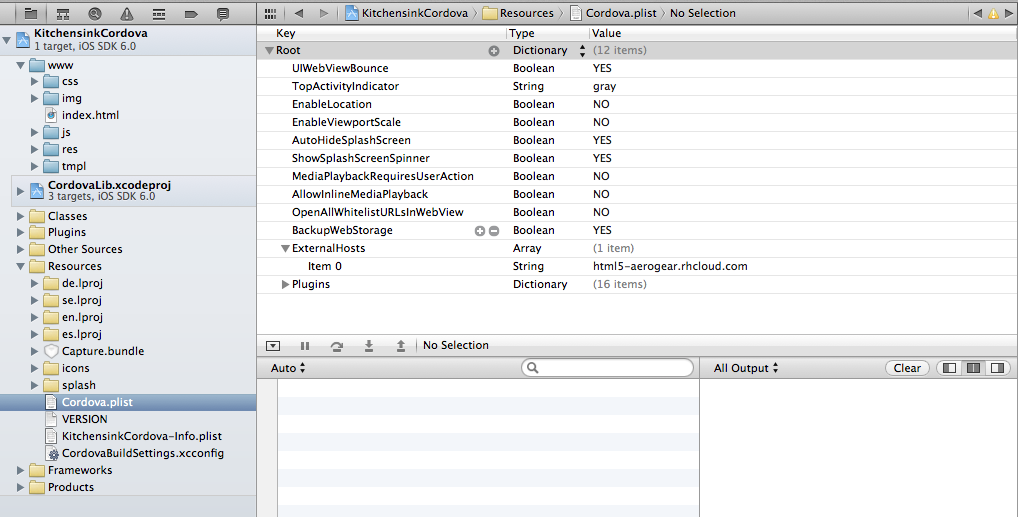 KitchensinkCordova
1 target, iOS SDK 6.0
www
css
img
index.html
js
res
tmpl
CordovaLib.xcodeproj
3 targets, iOS SDK 6.0
Classes
Plugins
Other Sources
Resources
de.lproj
se.lproj
en.lproj
es.lproj
Capture.bundle
icons
splash
Cordova.plist
VERSION
KitchensinkCordova-Info.plist
CordovaBuildSettings.xcconfig
Frameworks
Products
KitchensinkCordova Resources Cordova.plist No Selection
Key Type Value
Root Dictionary (12 items)
UIWebViewBounce Boolean YES
TopActivityIndicator String gray
EnableLocation Boolean NO
EnableViewportScale Boolean NO
AutoHideSplashScreen Boolean YES
ShowSplashScreenSpinner Boolean YES
MediaPlaybackRequiresUserAction Boolean NO
AllowInlineMediaPlayback Boolean NO
OpenAllWhitelistURLsInWebView Boolean NO
BackupWebStorage Boolean YES
ExternalHosts Array (1 item)
Item 0 String html5-aerogear.rhcloud.com
Plugins Dictionary (16 items)
No Selection
Auto All Output Clear